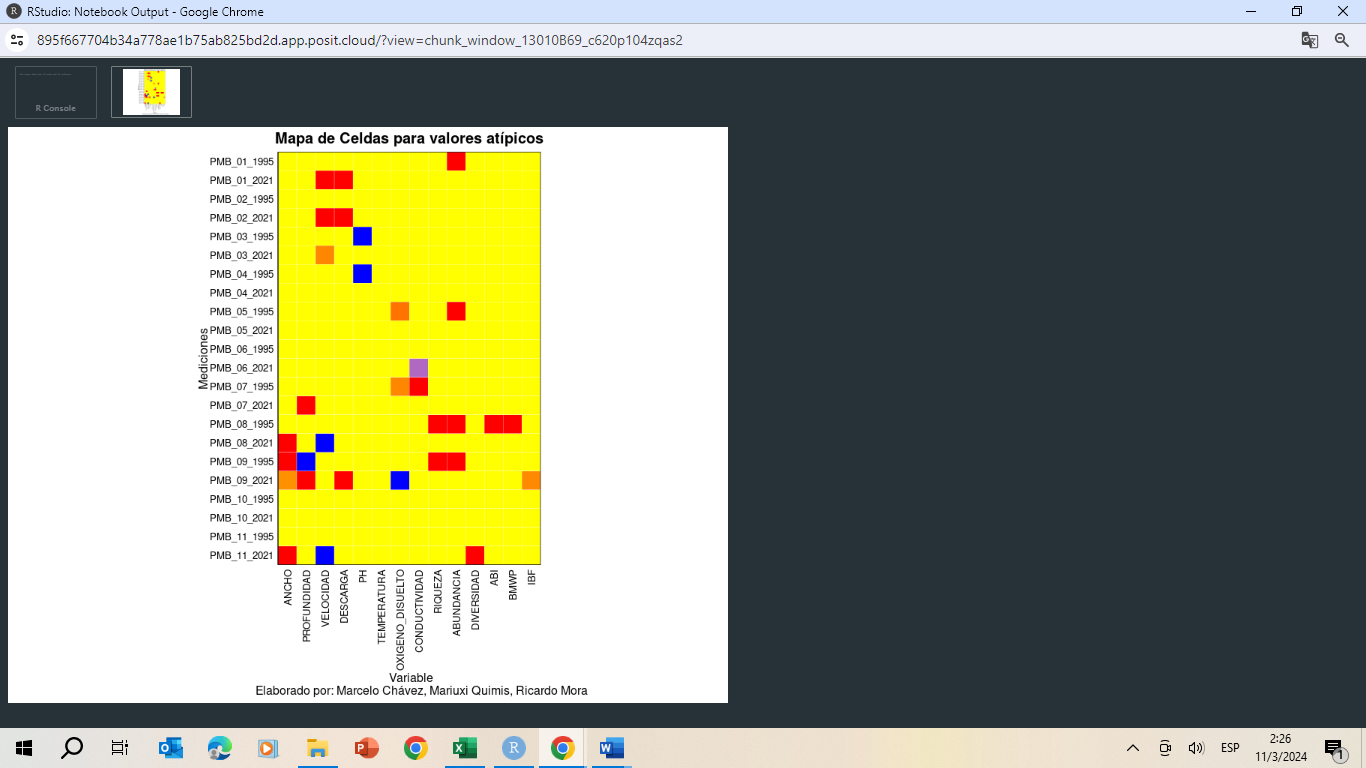 RStudio: Notebook Output - Google Chrome
895f667704b34a778ae1b75ab825bd2d.app.posit.cloud/?view=chunk_window_13010B69_c620p104zqas2
R Console
Mapa de Celdas para valores atípicos
PMB_01_1995
PMB_01_2021
PMB_02_1995
PMB_02_2021
PMB_03_1995
PMB_03_2021
PMB_04_1995
PMB_04_2021
PMB_05_1995
PMB_05_2021
PMB_06_1995
PMB_06_2021
PMB_07_1995
PMB_07_2021
PMB_08_1995
PMB_08_2021
PMB_09_1995
PMB_09_2021
PMB_10_1995
PMB_10_2021
PMB_11_1995
PMB_11_2021
Mediciones
ANCHO
PROFUNDIDAD
VELOCIDAD
DESCARGA
PH
TEMPERATURA
OXIGENO_DISUELTO
CONDUCTIVIDAD
RIQUEZA
ABUNDANCIA
DIVERSIDAD
ABI
BMWP
IBF
Variable
Elaborado por: Marcelo Chávez, Mariuxi Quimis, Ricardo Mora
ESP
2:26
11/3/2024
1